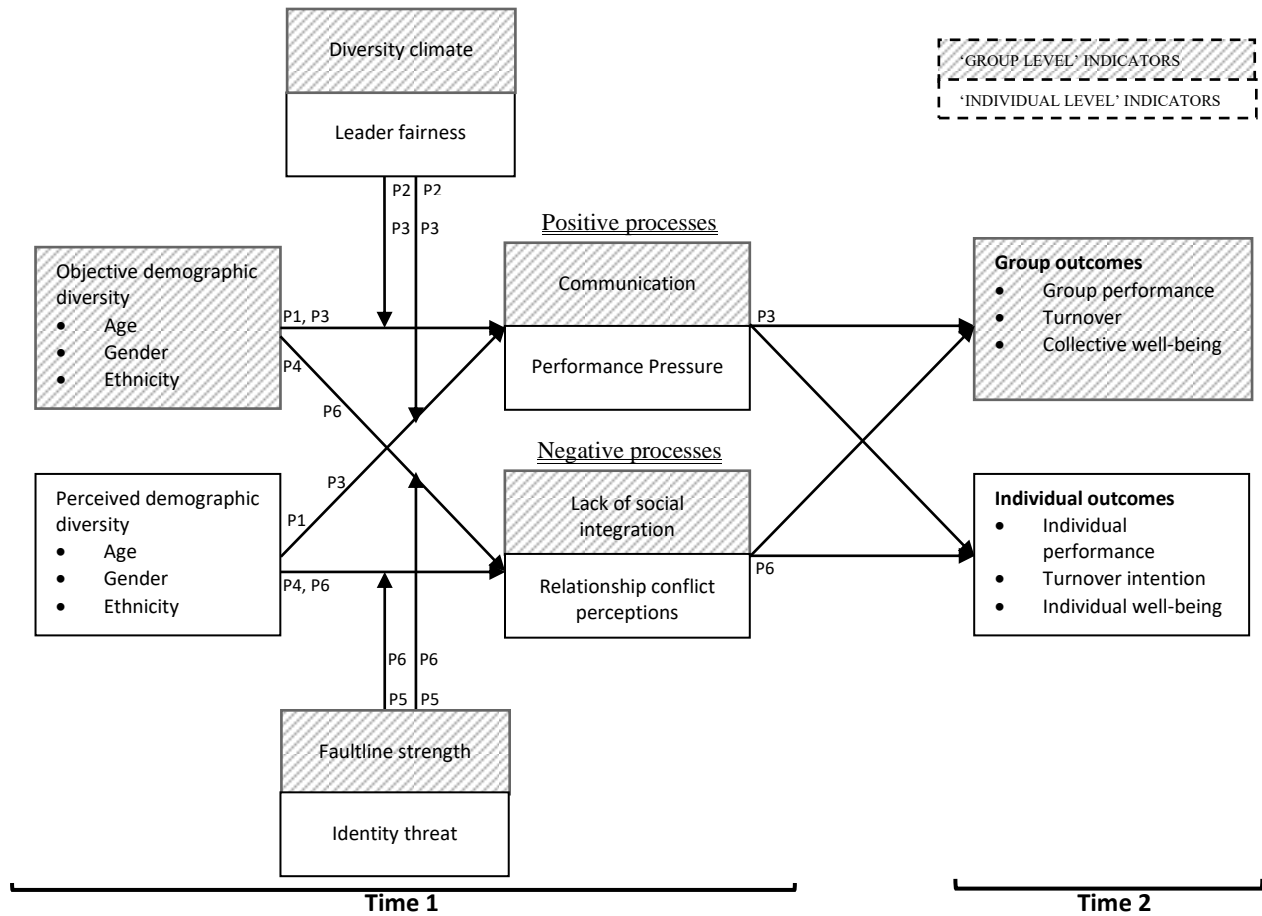 Diversity climate
Leader fairness
‘GROUP LEVEL’ INDICATORS
‘INDIVIDUAL LEVEL’ INDICATORS
P2 P2
P3 P3
Positive processes
Objective demographic
diversity
• Age
• Gender
• Ethnicity
P1, P3
P4
P6
Communication
Performance Pressure
P3
Group outcomes
• Group performance
• Turnover
• Collective well-being
Negative processes
Perceived demographic
diversity
• Age
• Gender
• Ethnicity
P3
P1
P4, P6
Lack of social
integration
Relationship conflict
perceptions
P6
Individual outcomes
• Individual
performance
• Turnover intention
• Individual well-being
P6 P6
P5 P5
Faultline strength
Identity threat
Time 1
Time 2